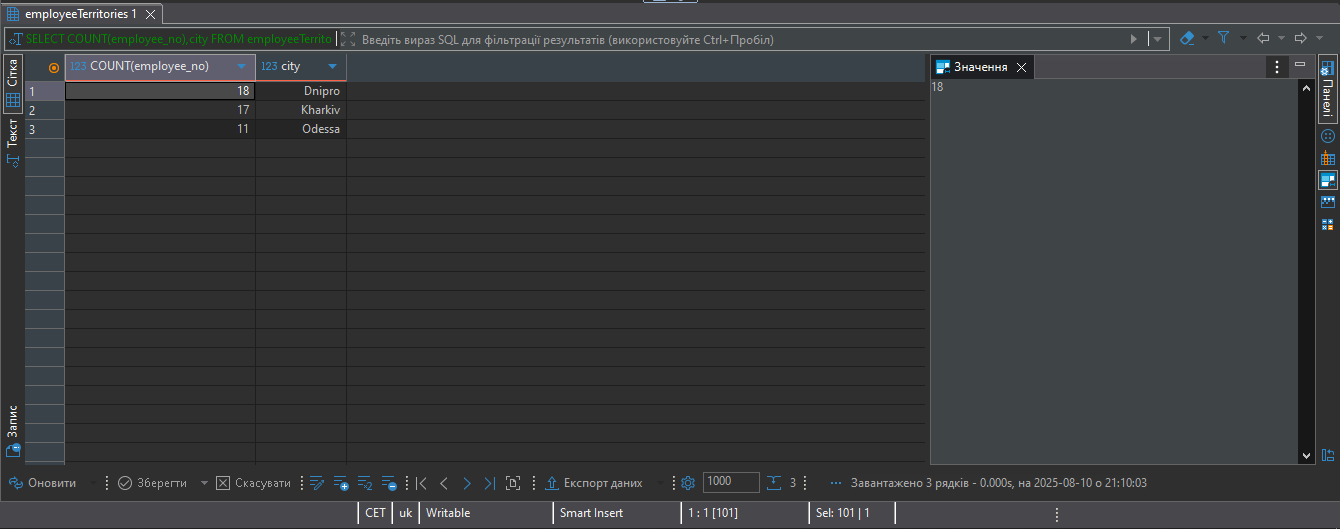 employeeTerritories 1
SELECT COUNT(employee_no),city FROM employeeTerrito
Введіть вираз SQL для фільтрації результатів (використовуйте Ctrl+Пробіл)
Сітка
Текст
Запис
123 COUNT(employee_no) 123 city
1 18 Dnipro
2 17 Kharkiv
3 11 Odessa
Значення
18
Панелі
Оновити Зберегти Скасувати Експорт даних 1000 3 ... Завантажено 3 рядків - 0.000s, на 2025-08-10 о 21:10:03
CET uk Writable Smart Insert 1 : 1 [101] Sel: 101 | 1